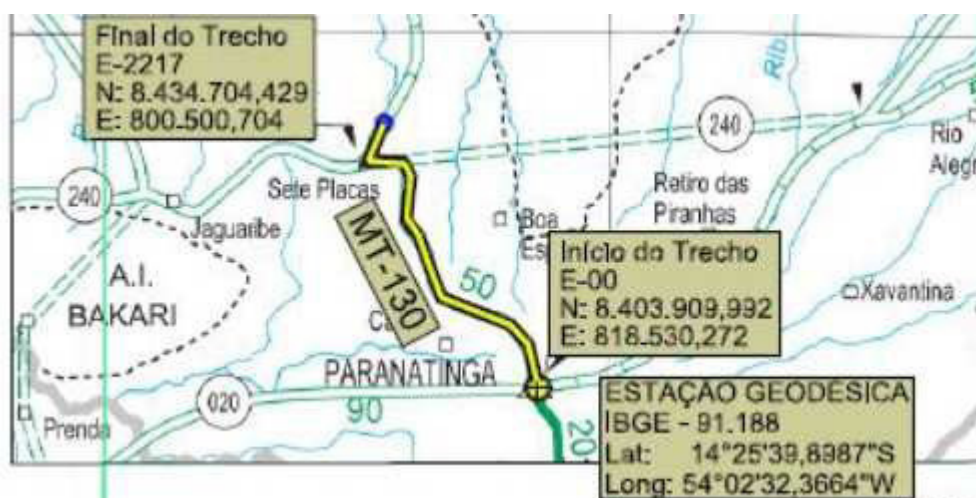 Final do Trecho
E-2217
N: 8.434.704,429
E: 800.500,704
Rib
240
240
Rio
Alegr
Sete Placas
Retiro das
Piranhas
Jaguaribe
Boa
MT-130
Início do Trecho
E-00
N: 8.403.909,992
E: 818.530,272
A.I.
BAKARI
50
Xavantina
PARANATINGA
020
90
Prenda
20
ESTAÇÃO GEODÉSICA
IBGE - 91.188
Lat: 14°25'39,8987"S
Long: 54°02'32,3664"W